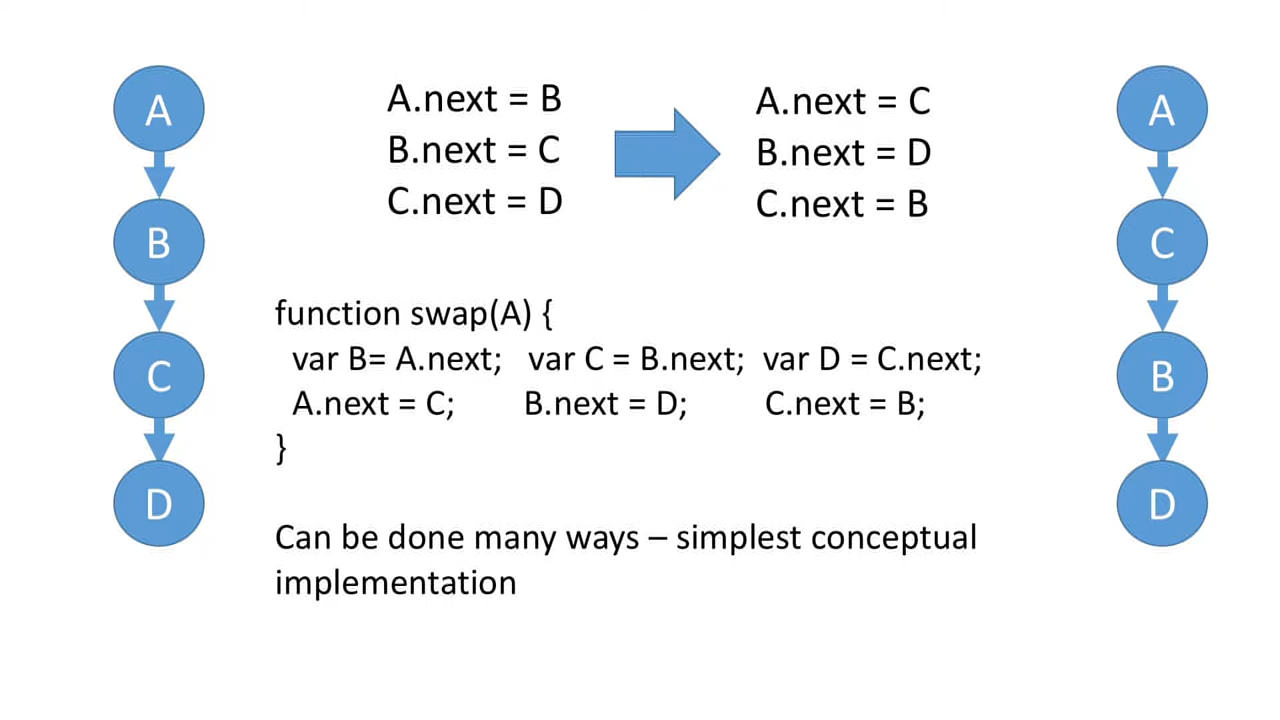 A
B
C
D
A.next = B
B.next = C
C.next = D
A.next = C
B.next = D
C.next = B
function swap(A) {
var B= A.next; var C = B.next; var D = C.next;
A.next = C; B.next = D; C.next = B;
}
Can be done many ways – simplest conceptual
implementation
A
C
B
D